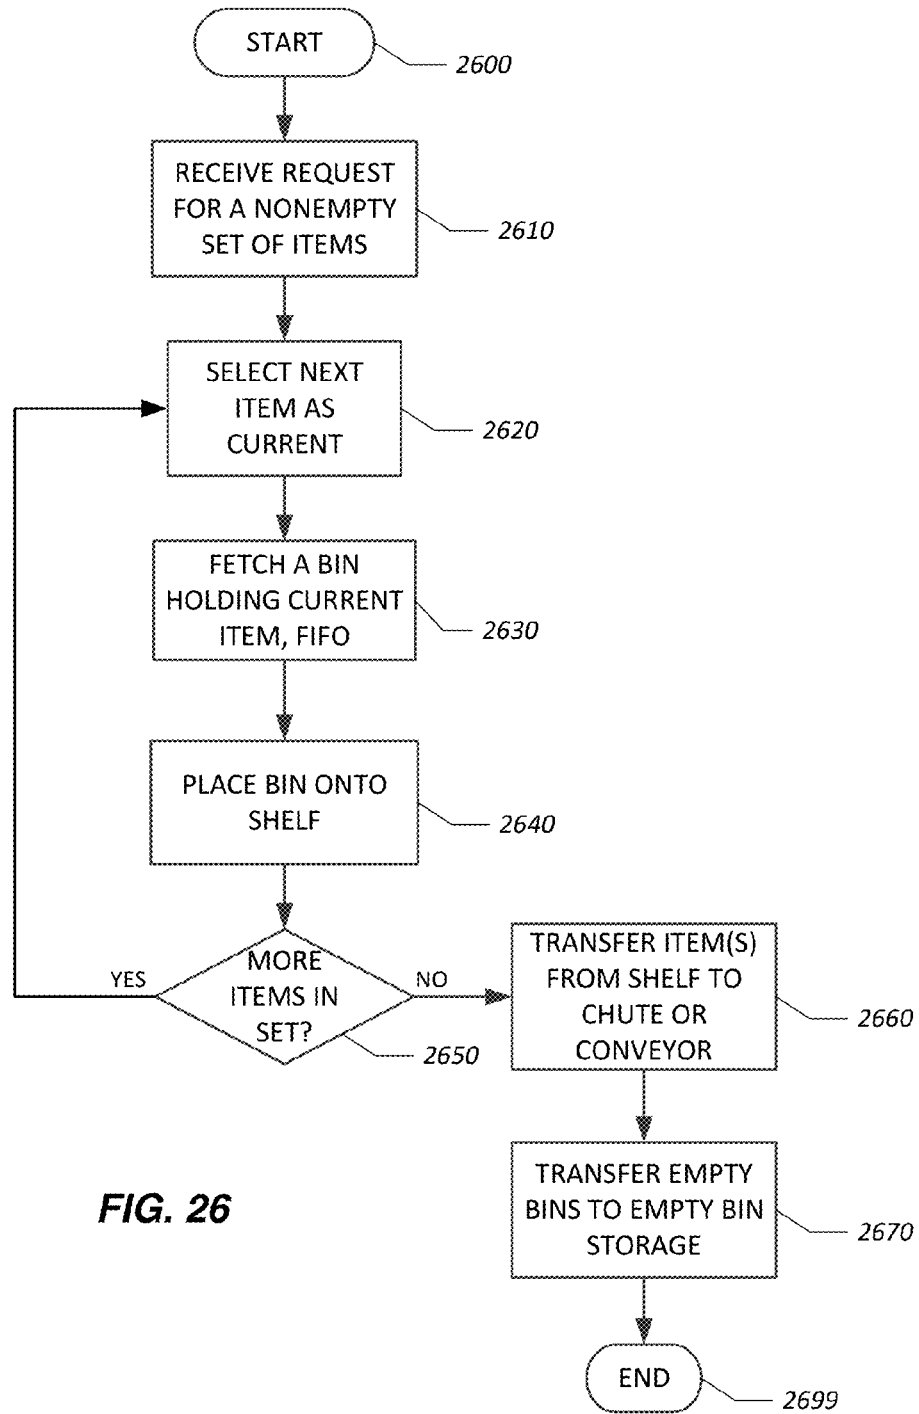 START
2600
RECEIVE REQUEST
FOR A NONEMPTY
SET OF ITEMS
2610
SELECT NEXT
ITEM AS
CURRENT
2620
FETCH A BIN
HOLDING CURRENT
ITEM, FIFO
2630
PLACE BIN ONTO
SHELF
2640
MORE
ITEMS IN
SET?
YES
NO
2650
TRANSFER ITEM(S)
FROM SHELF TO
CHUTE OR
CONVEYOR
2660
TRANSFER EMPTY
BINS TO EMPTY BIN
STORAGE
2670
END
2699
FIG. 26